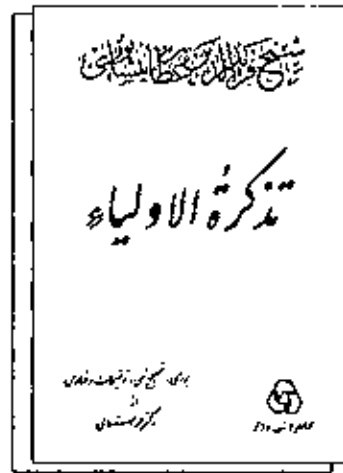 شیخ فریدالدین عطار نیشابوری
تذکرة الاولیاء
بررسی، تصحیح متن، توضیحات و فهارس
از
دکتر محمد استعلامی